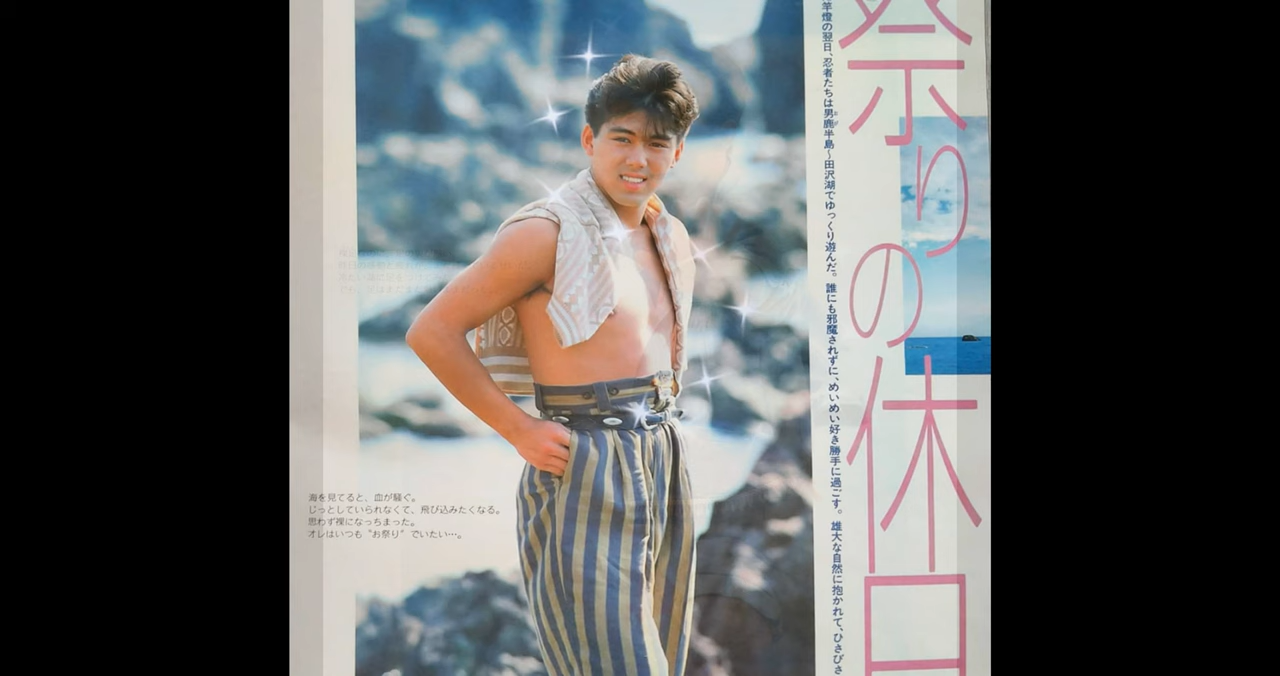 祭りの休日
竿燈の翌日、忍者たちは男鹿半島〜田沢湖でゆっくり遊んだ。誰にも邪魔されずに、めいめい好き勝手に過ごす。雄大な自然に抱かれて、ひさびさ
海を見てると、血が騒ぐ。
じっとしていられなくて、飛び込みたくなる。
思わず裸になっちまった。
オレはいつも“お祭り”でいたい…。